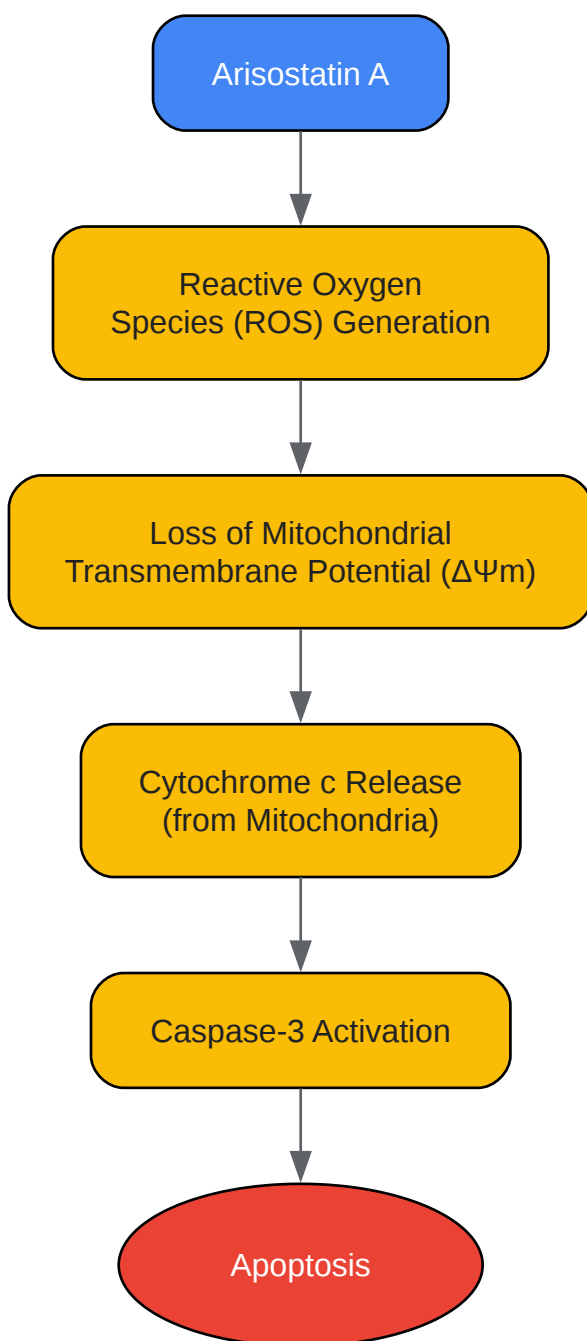 Arisostatin A
Reactive Oxygen
Species (ROS) Generation
Loss of Mitochondrial
Transmembrane Potential (ΔΨm)
Cytochrome c Release
(from Mitochondria)
Caspase-3 Activation
Apoptosis